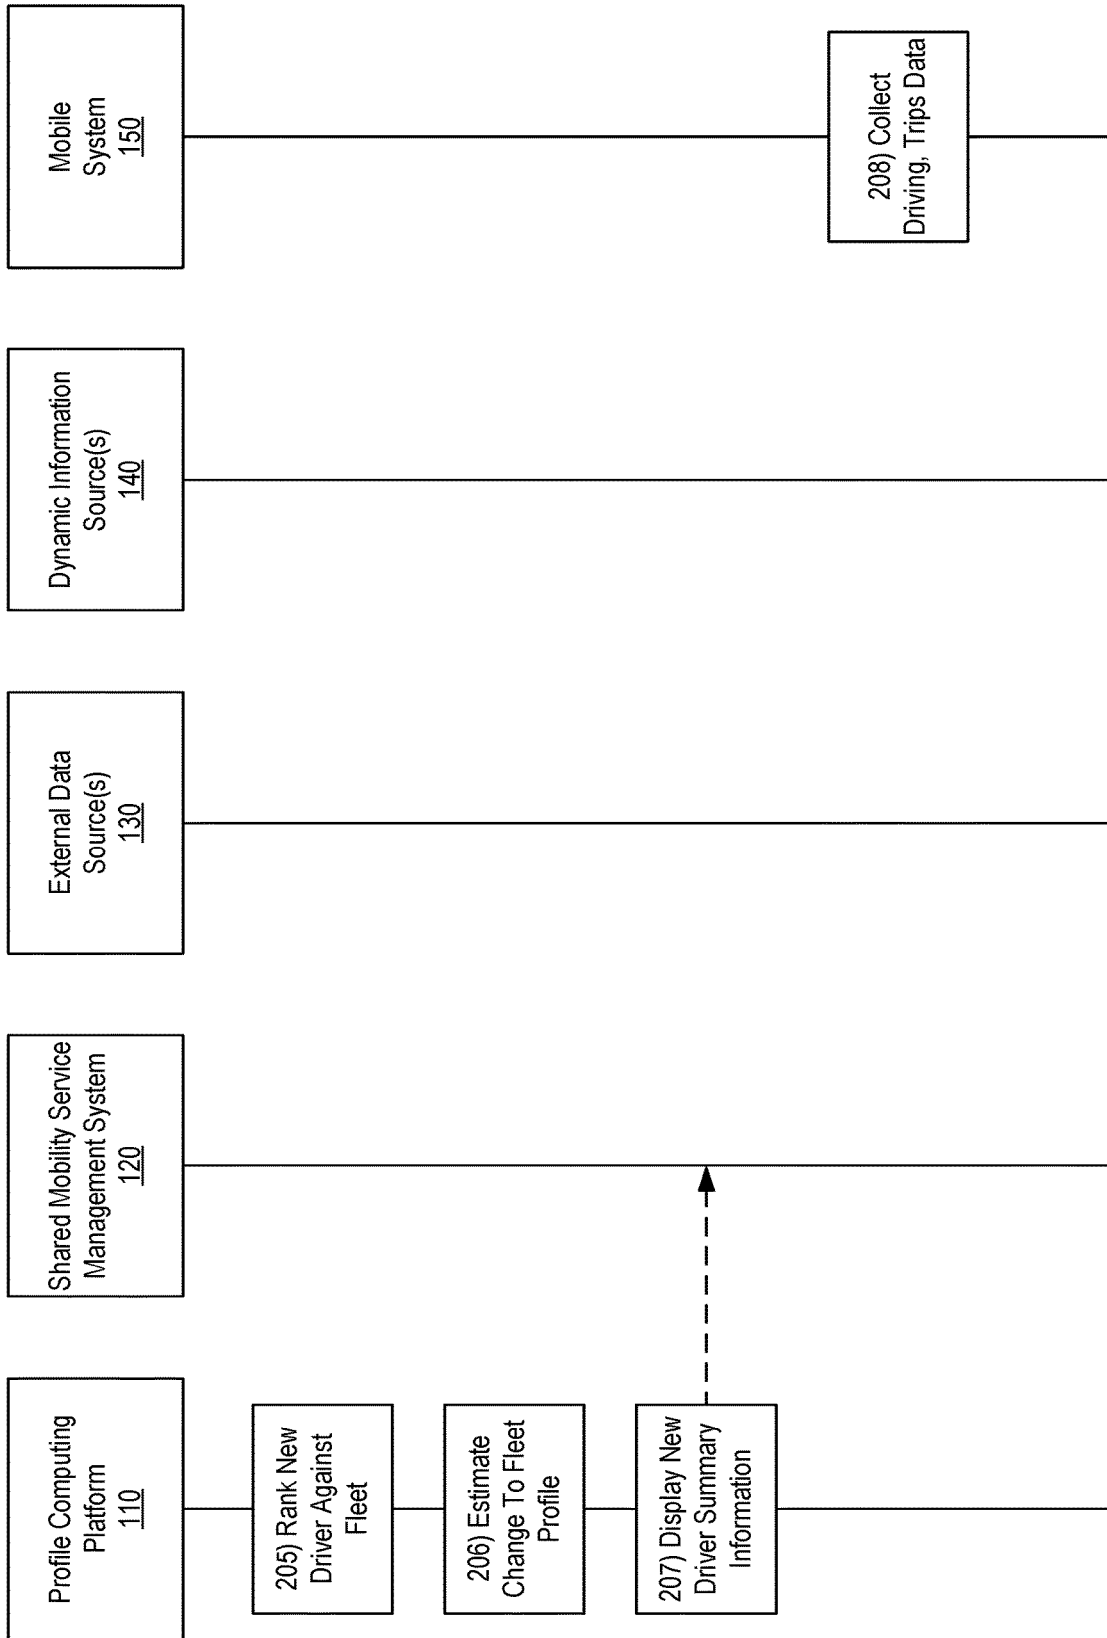 Profile Computing
Platform
110
Shared Mobility Service
Management System
120
External Data
Source(s)
130
Dynamic Information
Source(s)
140
Mobile
System
150
205) Rank New
Driver Against
Fleet
206) Estimate
Change To Fleet
Profile
207) Display New
Driver Summary
Information
208) Collect
Driving, Trips Data